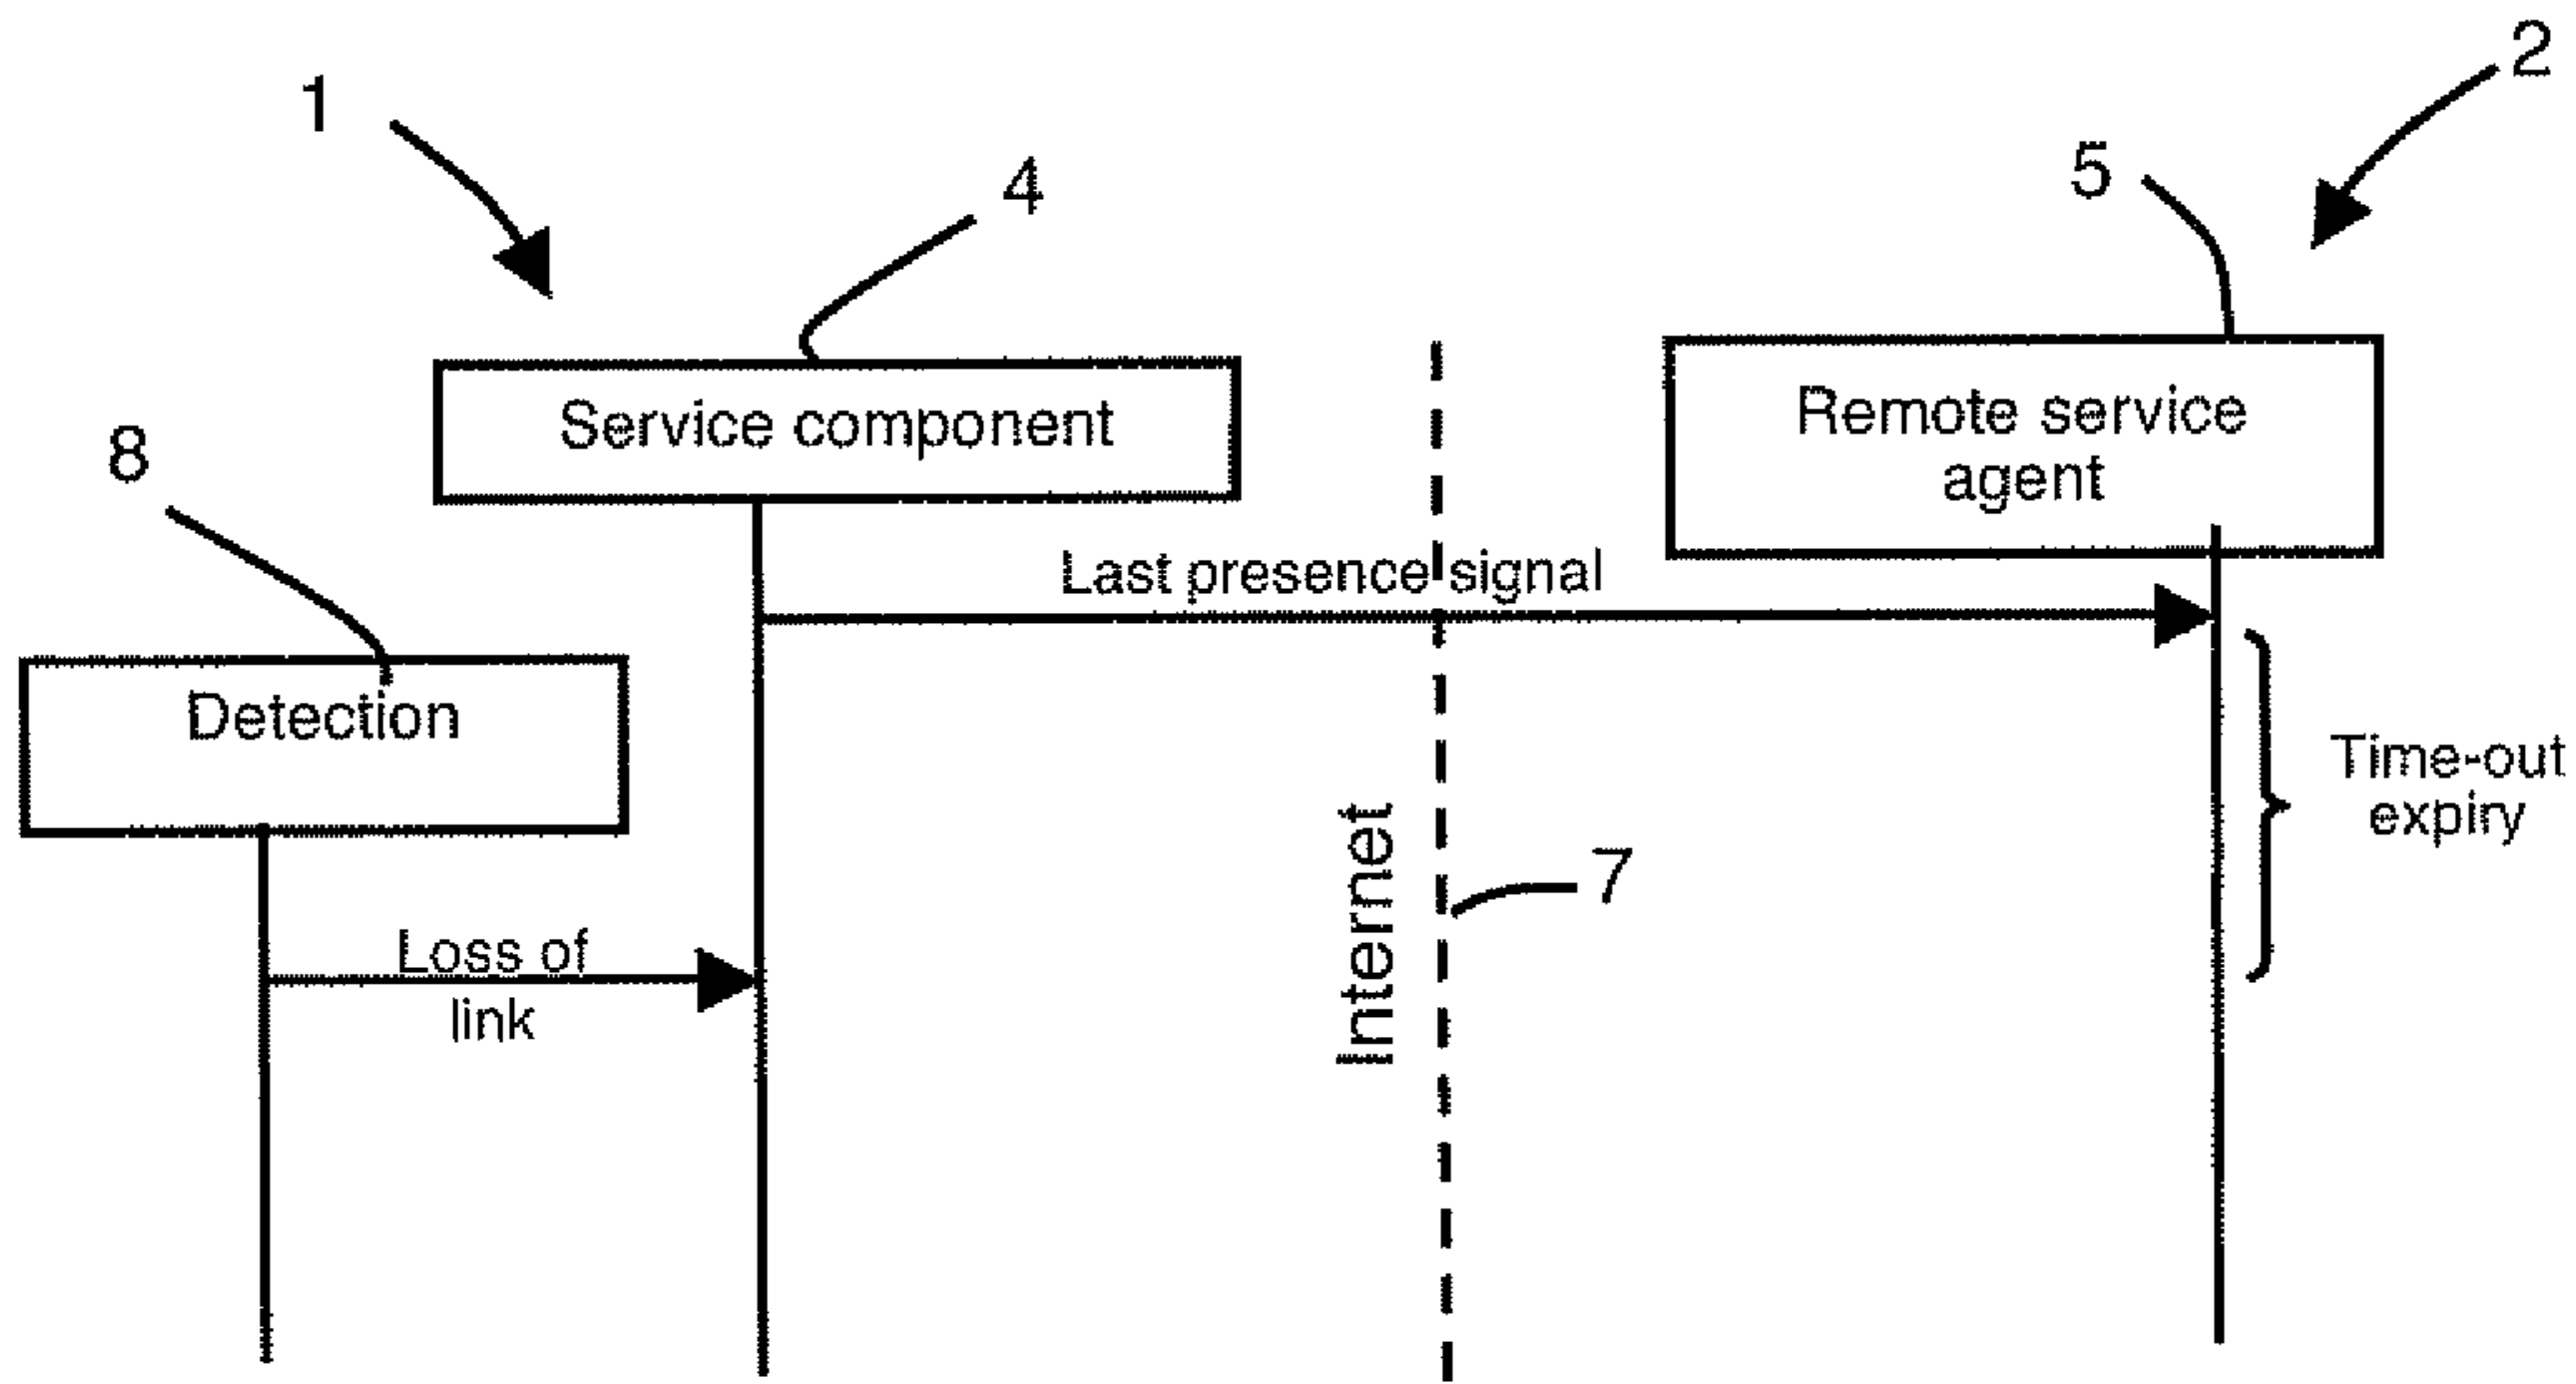 1
2
4
5
Service component
Remote service
agent
8
Last presence signal
Detection
Time-out
expiry
Internet
7
Loss of
link